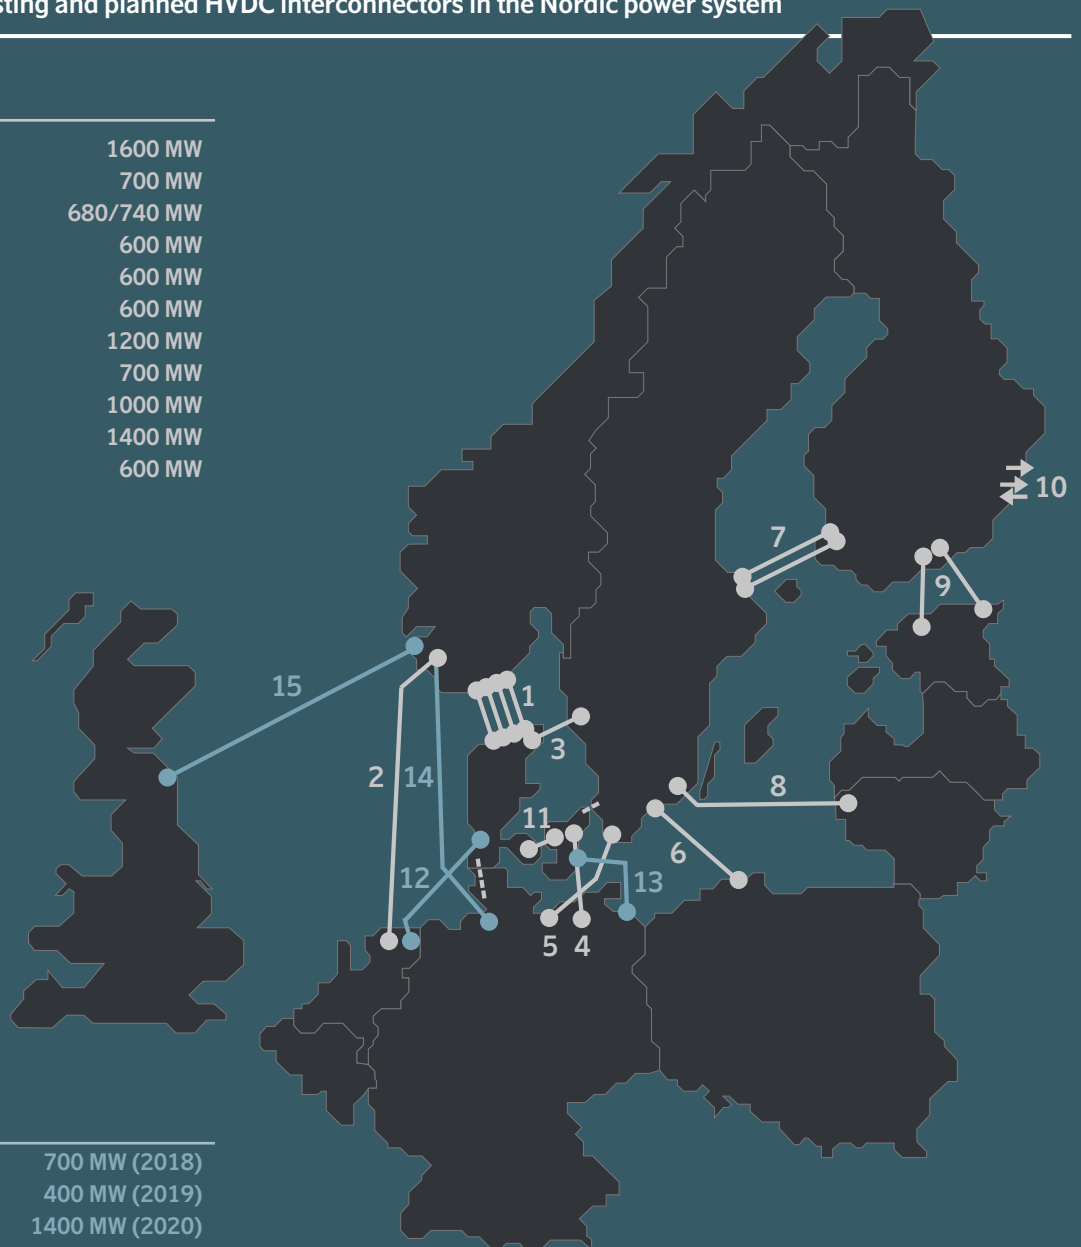 HVDC interconnectors in the Nordic power system
and planned
1600 MW
700 MW
680/740 MW
600 MW
600 MW
600 MW
1200 MW
700 MW
1000 MW
1400 MW
600 MW
10
7
9
15
1
3
2
14
8
11
6
12
13
5
4
700 MW (2018)
400 MW (2019)
1400 MW (2020)